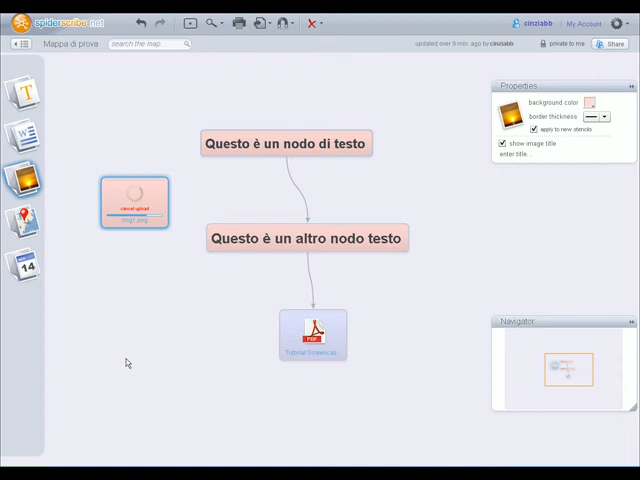 spiderscribe.net
cinziabb
My Account
Mappa di prova
search the map...
updated over 9 min. ago by cinziabb
private to me
Share
T
W
14
Properties
background color
border thickness
apply to new stencils
show image title
enter title...
Questo è un nodo di testo
cancel upload
img1.png
Questo è un altro nodo testo
PDF
Tutorial Screencas
Navigator